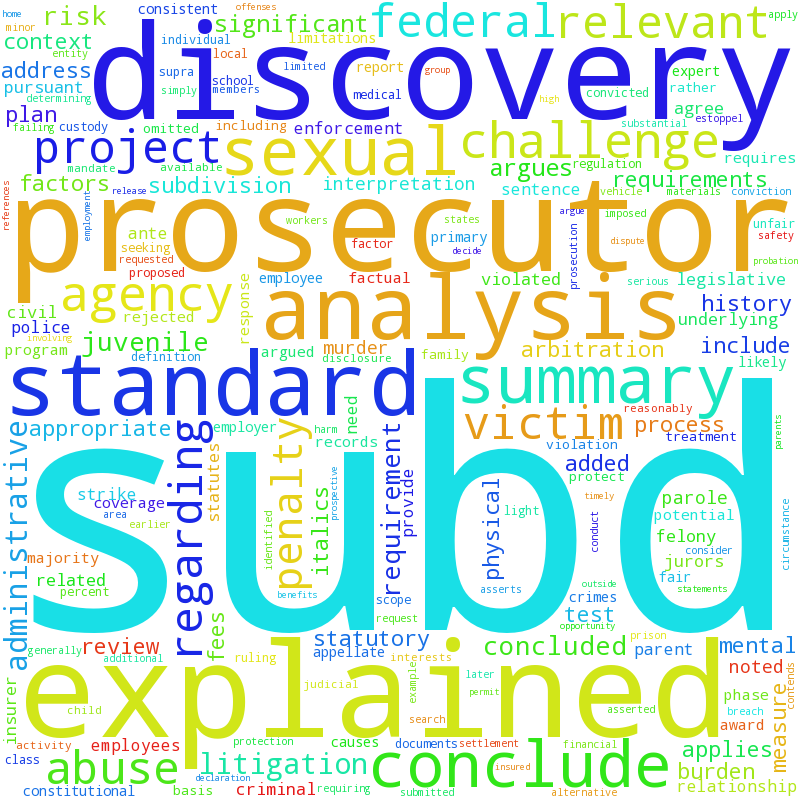 home
minor
risk
consistent
significant
offenses
federal
relevant
apply
entity
context
individual
limitations
supra
local
discovery
address
pursuant
school
members
limited
report
group
expert
rather
determining
simply
medical
convicted
agree
high
plan
failing
custody
omitted
including
enforcement
substantial
estoppel
project
sexual
challenge
requires
mandate
available
argues
regulation
factors
subdivision
interpretation
sentence
requirements
materials
conviction
references
employment
release
prosecutor
vehicle
imposed
argue
ante
seeking
requested
proposed
workers
factor
states
primary
decide
prosecution
dispute
unfair
safety
probation
agency
response
employee
factual
violated
serious
legislative
civil
rejected
analysis
history
police
juvenile
underlying
involving
program
definition
argued
murder
disclosure
family
arbitration
include
likely
standard
summary
reasonably
parents
administrative
appropriate
regarding
employer
statutes
penalty
harm
need
records
requirement
provide
victim
process
violation
treatment
added
protect
strike
coverage
area
earlier
identified
italics
prospective
physical
light
conduct
timely
parole
potential
felony
circumstance
subd
majority
related
percent
jurors
consider
fair
asserts
outside
statements
benefits
scope
crimes
request
test
opportunity
insurer
generally
additional
review
fees
statutory
appellate
ruling
interests
concluded
prison
parent
mental
noted
contends
explained
child
judicial
example
later
permit
asserted
phase
breach
measure
award
search
activity
class
employees
protection
causes
documents
settlement
financial
applies
abuse
litigation
conclude
burden
relationship
constitutional
basis
declaration
criminal
requiring
submitted
insured
alternative